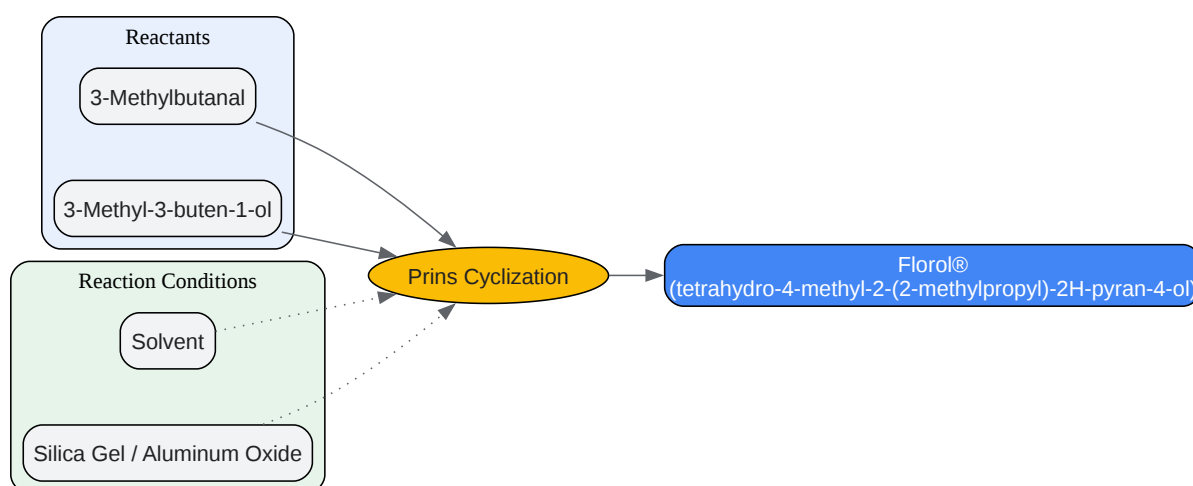 Reactants
3-Methylbutanal
3-Methyl-3-buten-1-ol
Reaction Conditions
Solvent
Silica Gel / Aluminum Oxide
Prins Cyclization
Florol®
(tetrahydro-4-methyl-2-(2-methylpropyl)-2H-pyran-4-ol)